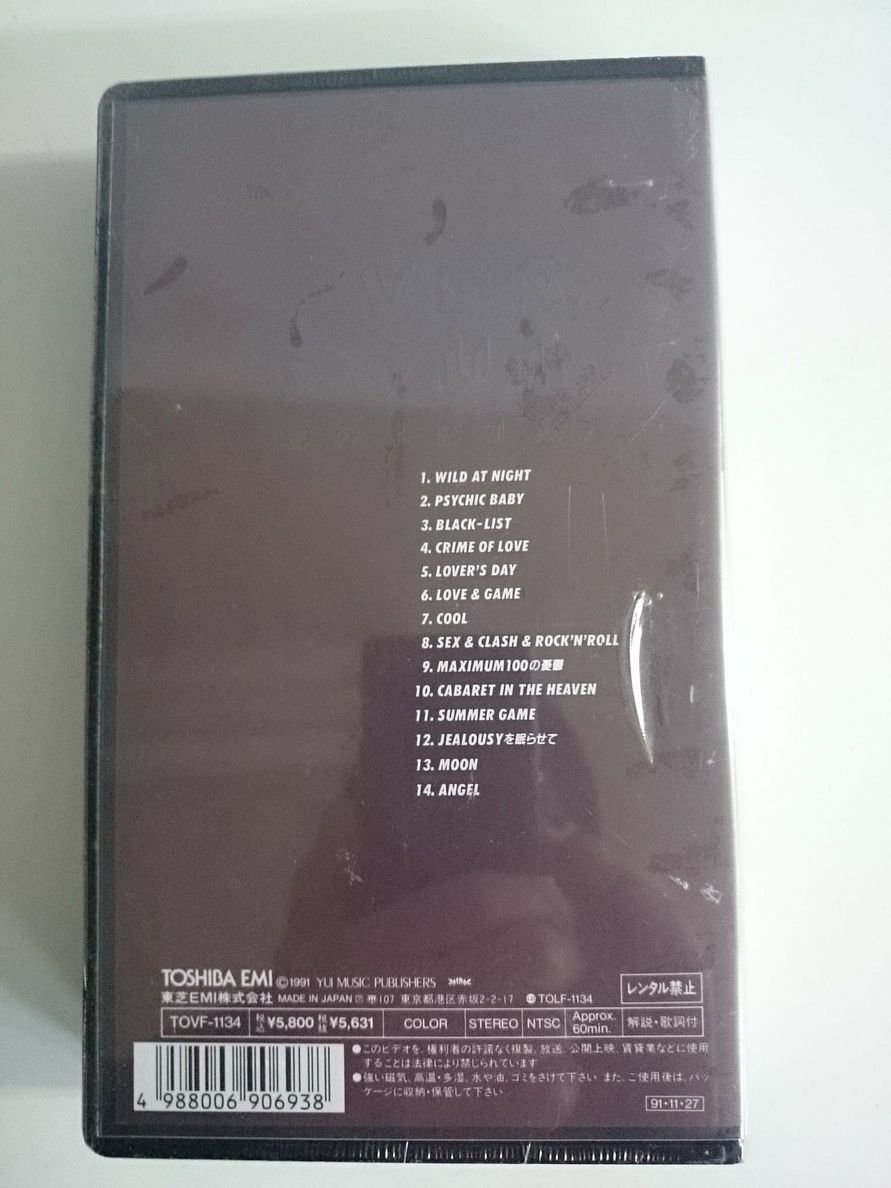 1. WILD AT NIGHT
2. PSYCHIC BABY
3. BLACK-LIST
4. CRIME OF LOVE
5. LOVER'S DAY
6. LOVE & GAME
7. COOL
8. SEX & CLASH & ROCK'N'ROLL
9. MAXIMUM100の憂鬱
10. CABARET IN THE HEAVEN
11. SUMMER GAME
12. JEALOUSYを眠らせて
13. MOON
14. ANGEL
TOSHIBA EMI ©1991 YUI MUSIC PUBLISHERS
レンタル禁止
東芝EMI株式会社 MADE IN JAPAN 〒107 東京都港区赤坂2-2-17 TOLF-1134
TOVF-1134 税込 ¥5,800 税抜 ¥5,631 COLOR STEREO NTSC Approx. 60min. 解説・歌詞付
●このビデオを、権利者の許諾なく複製、放送、公開上映、賃貸業などに使用
することは法律により禁じられています
●強い磁気、高温・多湿、水や油、ゴミをさけて下さい また、ご使用後は、パッ
ケージに収納・保管して下さい
4 988006 906938
91・11・27